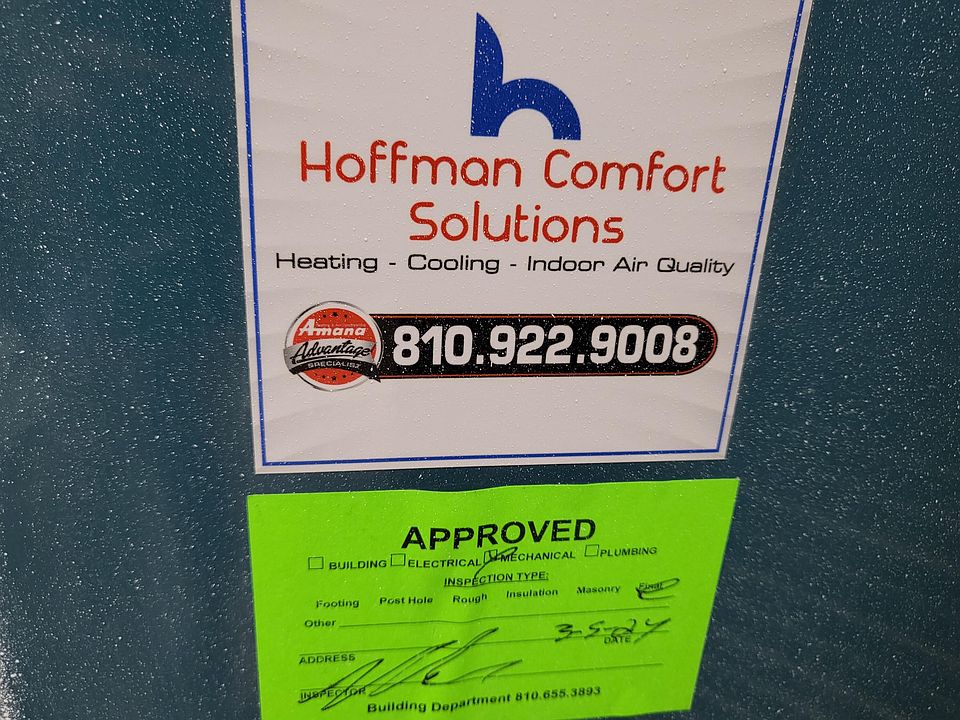 Hoffman Comfort
Solutions
Heating - Cooling - Indoor Air Quality
Amana
Advantage
SPECIALIST
810.922.9008
APPROVED
BUILDING ELECTRICAL MECHANICAL PLUMBING
INSPECTION TYPE:
Footing Post Hole Rough Insulation Masonry Final
Other
3-5-24
DATE
ADDRESS
INSPECTOR
Building Department 810.655.3893